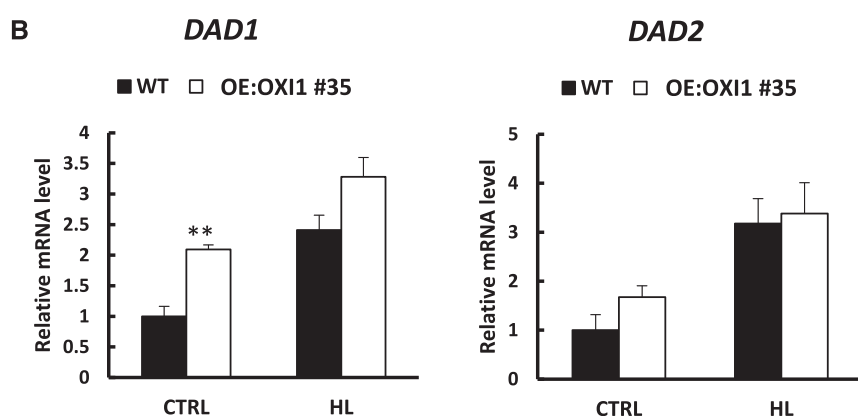 B
DAD1
WT OE:OXI1 #35
Relative mRNA level
4
3.5
3
2.5
2
1.5
1
0.5
0
**
CTRL HL
DAD2
WT OE:OXI1 #35
Relative mRNA level
5
4
3
2
1
0
CTRL HL